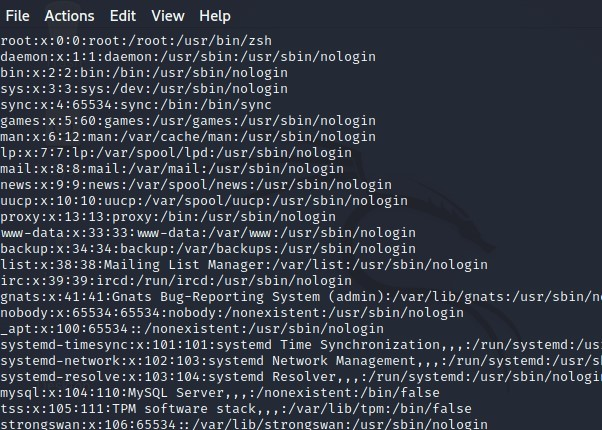 File Actions Edit View Help
root:x:0:0:root:/root:/usr/bin/zsh
daemon:x:1:1:daemon:/usr/sbin:/usr/sbin/nologin
bin:x:2:2:bin:/bin:/usr/sbin/nologin
sys:x:3:3:sys:/dev:/usr/sbin/nologin
sync:x:4:65534:sync:/bin:/bin/sync
games:x:5:60:games:/usr/games:/usr/sbin/nologin
man:x:6:12:man:/var/cache/man:/usr/sbin/nologin
lp:x:7:7:lp:/var/spool/lpd:/usr/sbin/nologin
mail:x:8:8:mail:/var/mail:/usr/sbin/nologin
news:x:9:9:news:/var/spool/news:/usr/sbin/nologin
uucp:x:10:10:uucp:/var/spool/uucp:/usr/sbin/nologin
proxy:x:13:13:proxy:/bin:/usr/sbin/nologin
www-data:x:33:33:www-data:/var/www:/usr/sbin/nologin
backup:x:34:34:backup:/var/backups:/usr/sbin/nologin
list:x:38:38:Mailing List Manager:/var/list:/usr/sbin/nologin
irc:x:39:39:ircd:/run/ircd:/usr/sbin/nologin
gnats:x:41:41:Gnats Bug-Reporting System (admin):/var/lib/gnats:/usr/sbin/n
nobody:x:65534:65534:nobody:/nonexistent:/usr/sbin/nologin
_apt:x:100:65534::/nonexistent:/usr/sbin/nologin
systemd-timesync:x:101:101:systemd Time Synchronization,,,:/run/systemd:/us
systemd-network:x:102:103:systemd Network Management,,,:/run/systemd:/usr/s
systemd-resolve:x:103:104:systemd Resolver,,,:/run/systemd:/usr/sbin/nologi
mysql:x:104:110:MySQL Server,,,:/nonexistent:/bin/false
tss:x:105:111:TPM software stack,,,:/var/lib/tpm:/bin/false
strongswan:x:106:65534::/var/lib/strongswan:/usr/sbin/nologin